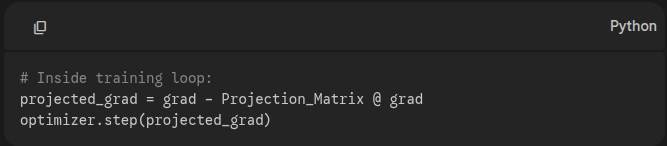 Python
# Inside training loop:
projected_grad = grad - Projection_Matrix @ grad
optimizer.step(projected_grad)